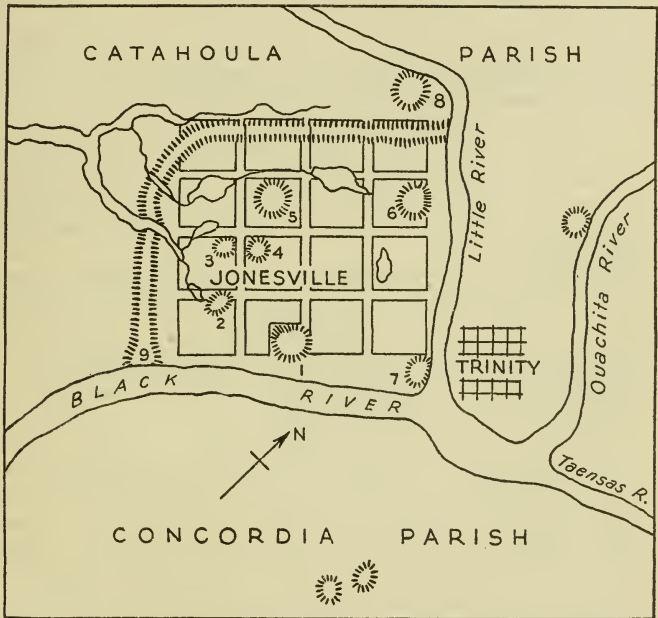 CATAHOULA PARISH
8
Little River
5
6
3
4
JONESVILLE
2
Ouachita River
9
7
TRINITY
BLACK RIVER
N
Taensas R.
CONCORDIA PARISH